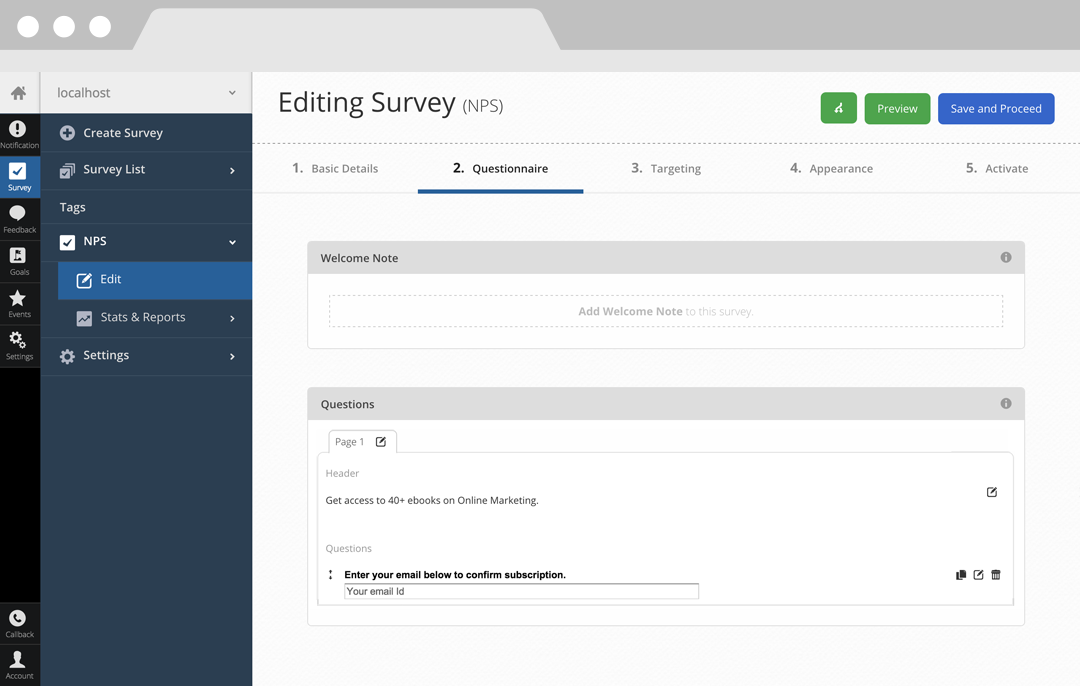 localhost
Editing Survey (NPS)
Preview
Save and Proceed
Notification
Survey
Feedback
Goals
Events
Settings
Callback
Account
Create Survey
Survey List
Tags
NPS
Edit
Stats & Reports
Settings
1. Basic Details
2. Questionnaire
3. Targeting
4. Appearance
5. Activate
Welcome Note
Add Welcome Note to this survey.
Questions
Page 1
Header
Get access to 40+ ebooks on Online Marketing.
Questions
Enter your email below to confirm subscription.
Your email Id